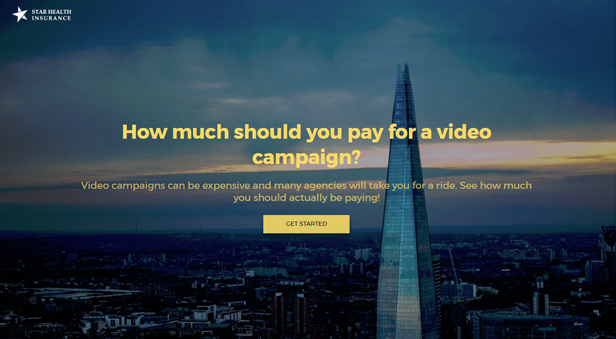 STAR HEALTH
INSURANCE
How much should you pay for a video
campaign?
Video campaigns can be expensive and many agencies will take you for a ride. See how much
you should actually be paying!
GET STARTED